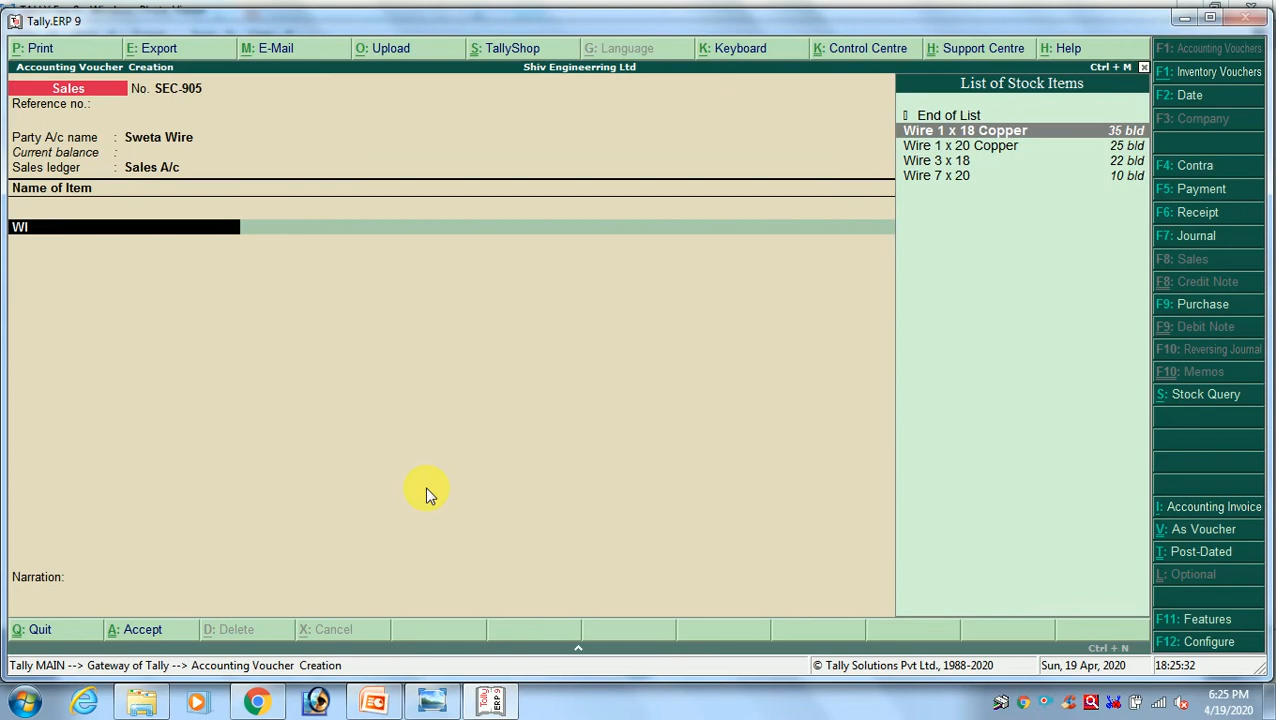 Tally.ERP 9
P: Print
E: Export
M: E-Mail
O: Upload
S: TallyShop
G: Language
K: Keyboard
K: Control Centre
H: Support Centre
H: Help
Accounting Voucher Creation
Shiv Engineerring Ltd
Ctrl + M
Sales
No. SEC-905
Reference no.:
Party A/c name : Sweta Wire
Current balance :
Sales ledger : Sales A/c
Name of Item
WI
Narration:
List of Stock Items
End of List
Wire 1 x 18 Copper 35 bld
Wire 1 x 20 Copper 25 bld
Wire 3 x 18 22 bld
Wire 7 x 20 10 bld
F1: Accounting Vouchers
F1: Inventory Vouchers
F2: Date
F3: Company
F4: Contra
F5: Payment
F6: Receipt
F7: Journal
F8: Sales
F8: Credit Note
F9: Purchase
F9: Debit Note
F10: Reversing Journal
F10: Memos
S: Stock Query
I: Accounting Invoice
V: As Voucher
T: Post-Dated
L: Optional
F11: Features
F12: Configure
Q: Quit
A: Accept
D: Delete
X: Cancel
Ctrl + N
Tally MAIN --> Gateway of Tally --> Accounting Voucher Creation
© Tally Solutions Pvt Ltd., 1988-2020
Sun, 19 Apr, 2020
18:25:32
Tally
ERP 9
6:25 PM
4/19/2020